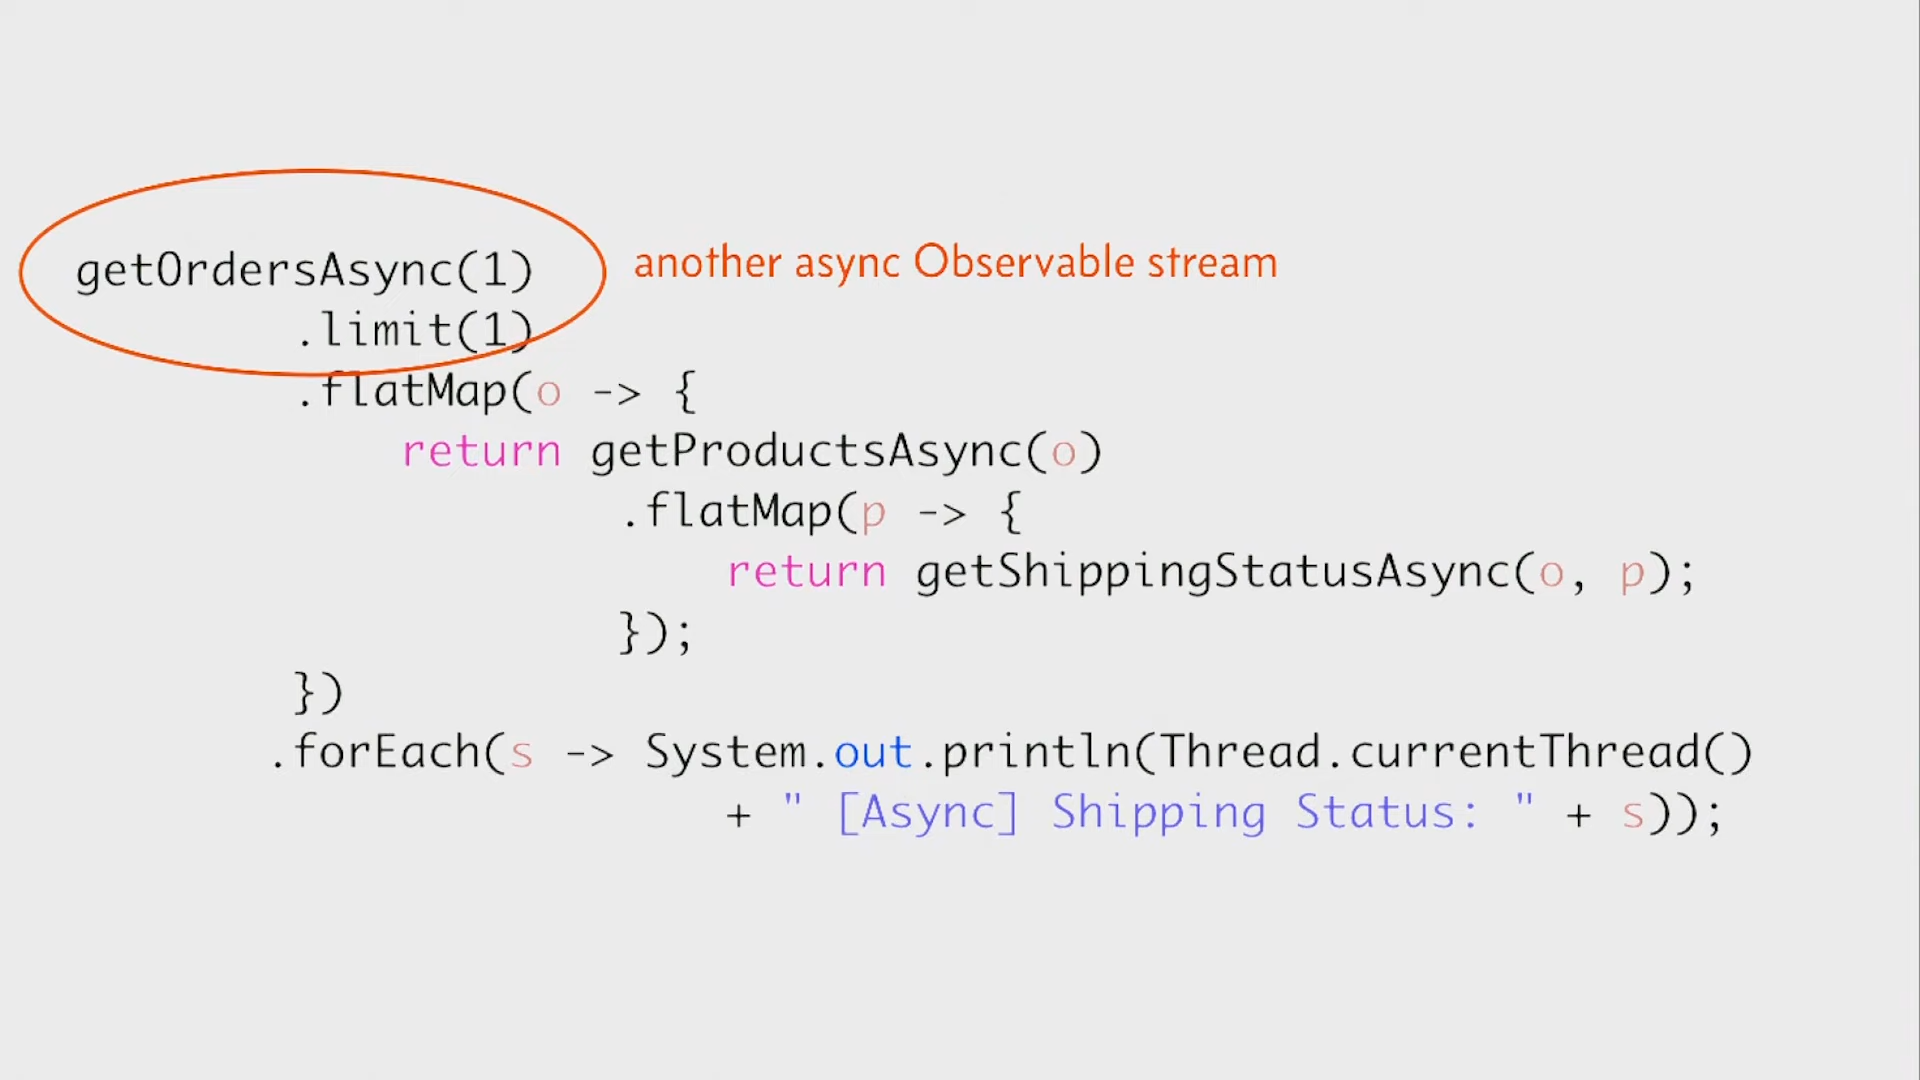 getOrdersAsync(1)
another async Observable stream
.limit(1)
.flatMap(o -> {
return getProductsAsync(o)
.flatMap(p -> {
return getShippingStatusAsync(o, p);
});
})
.forEach(s -> System.out.println(Thread.currentThread()
+ " [Async] Shipping Status: " + s));